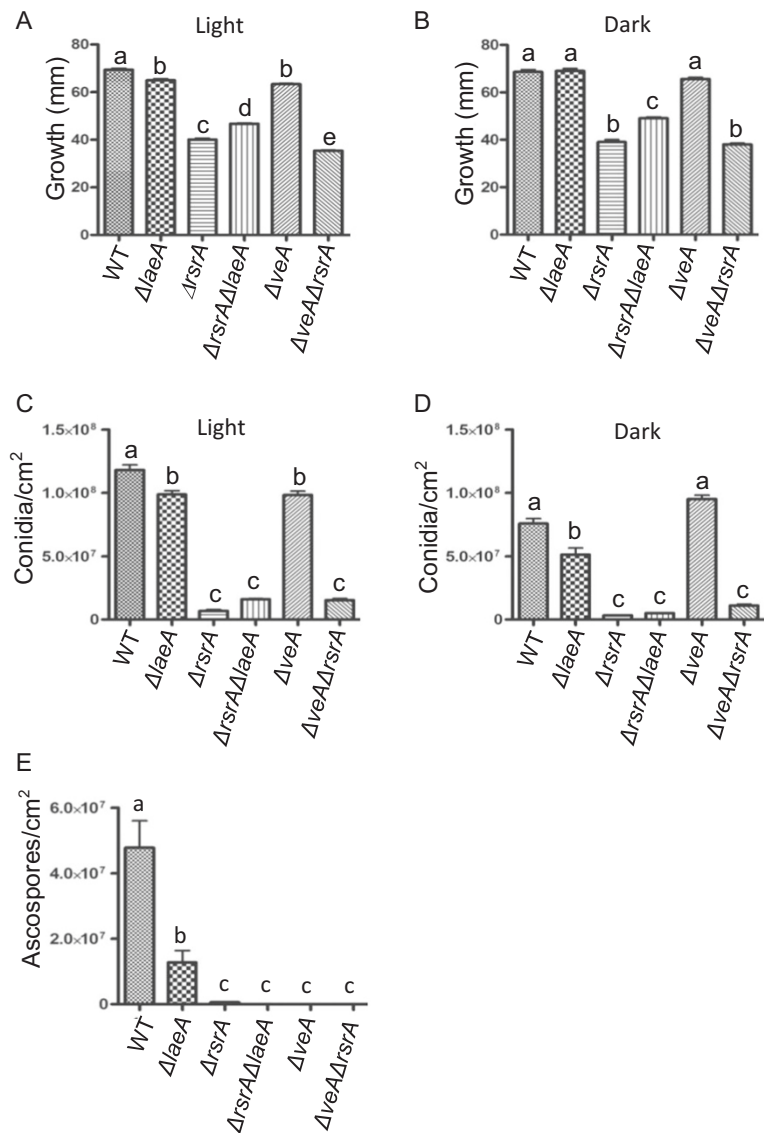 A
Light
Growth (mm)
80
60
40
20
0
a
b
c
d
b
e
WT
ΔlaeA
ΔrsrA
ΔrsrAΔlaeA
ΔveA
ΔveAΔrsrA
B
Dark
Growth (mm)
80
60
40
20
0
a
a
b
c
a
b
WT
ΔlaeA
ΔrsrA
ΔrsrAΔlaeA
ΔveA
ΔveAΔrsrA
C
Light
Conidia/cm²
1.5×10⁸
1.0×10⁸
5.0×10⁷
0
a
b
c
c
b
c
WT
ΔlaeA
ΔrsrA
ΔrsrAΔlaeA
ΔveA
ΔveAΔrsrA
D
Dark
Conidia/cm²
1.5×10⁸
1.0×10⁸
5.0×10⁷
0
a
b
c
c
a
c
WT
ΔlaeA
ΔrsrA
ΔrsrAΔlaeA
ΔveA
ΔveAΔrsrA
E
Ascospores/cm²
6.0×10⁷
4.0×10⁷
2.0×10⁷
0
a
b
c
c
c
c
WT
ΔlaeA
ΔrsrA
ΔrsrAΔlaeA
ΔveA
ΔveAΔrsrA